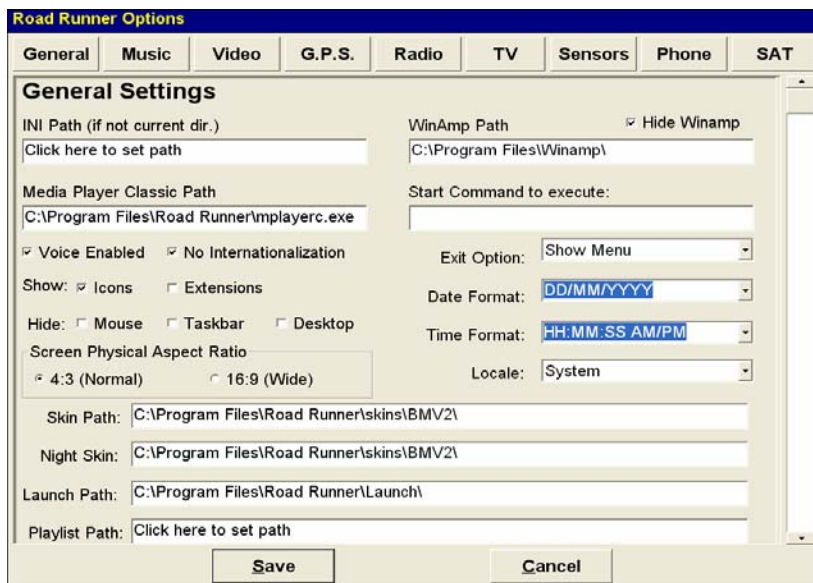 Road Runner Options
General Music Video G.P.S. Radio TV Sensors Phone SAT
General Settings
INI Path (if not current dir.)
Click here to set path
WinAmp Path
Hide Winamp
C:\Program Files\Winamp\
Media Player Classic Path
C:\Program Files\Road Runner\mplayerc.exe
Start Command to execute:
Voice Enabled
No Internationalization
Show: Icons Extensions
Hide: Mouse Taskbar Desktop
Screen Physical Aspect Ratio
4:3 (Normal) 16:9 (Wide)
Exit Option: Show Menu
Date Format: DD/MM/YYYY
Time Format: HH:MM:SS AM/PM
Locale: System
Skin Path: C:\Program Files\Road Runner\skins\BMV2\
Night Skin: C:\Program Files\Road Runner\skins\BMV2\
Launch Path: C:\Program Files\Road Runner\Launch\
Playlist Path: Click here to set path
Save Cancel